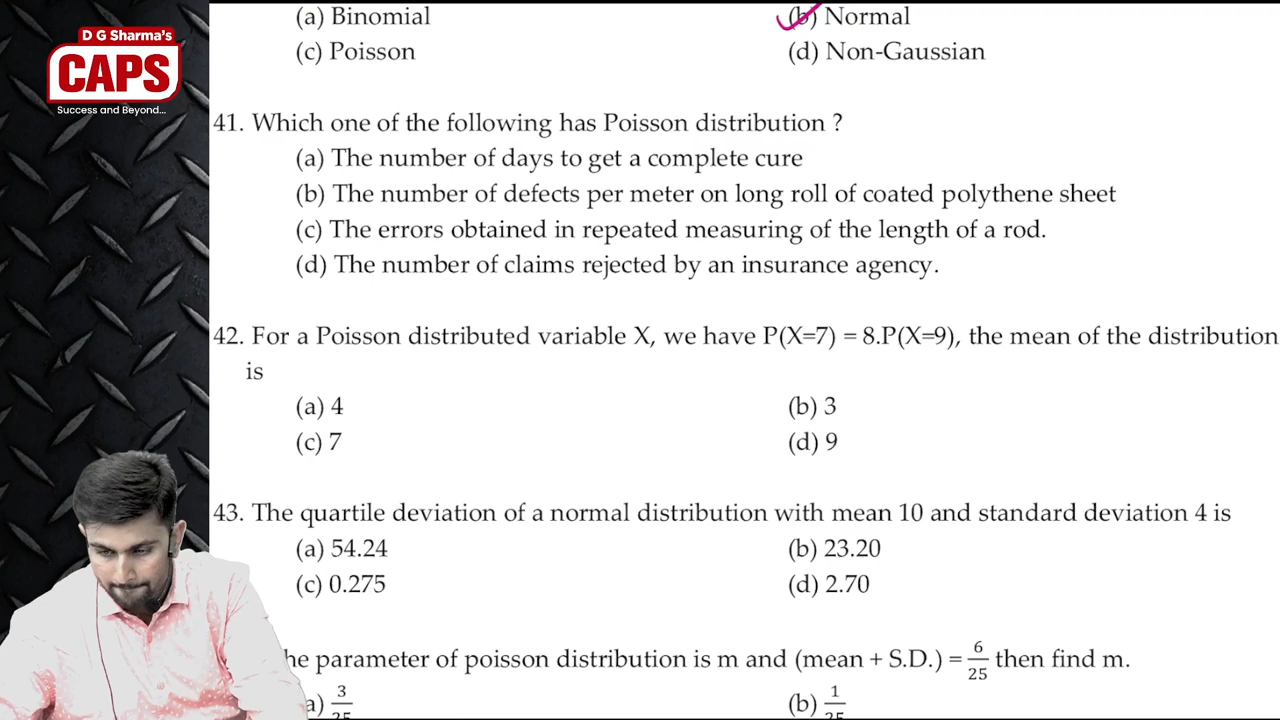 D G Sharma's
CAPS
Success and Beyond...
(a) Binomial (b) Normal
(c) Poisson (d) Non-Gaussian
41. Which one of the following has Poisson distribution ?
(a) The number of days to get a complete cure
(b) The number of defects per meter on long roll of coated polythene sheet
(c) The errors obtained in repeated measuring of the length of a rod.
(d) The number of claims rejected by an insurance agency.
42. For a Poisson distributed variable X, we have P(X=7) = 8.P(X=9), the mean of the distribution
is
(a) 4 (b) 3
(c) 7 (d) 9
43. The quartile deviation of a normal distribution with mean 10 and standard deviation 4 is
(a) 54.24 (b) 23.20
(c) 0.275 (d) 2.70
he parameter of poisson distribution is m and (mean + S.D.) = 6/25 then find m.
a) 3/25 (b) 1/25